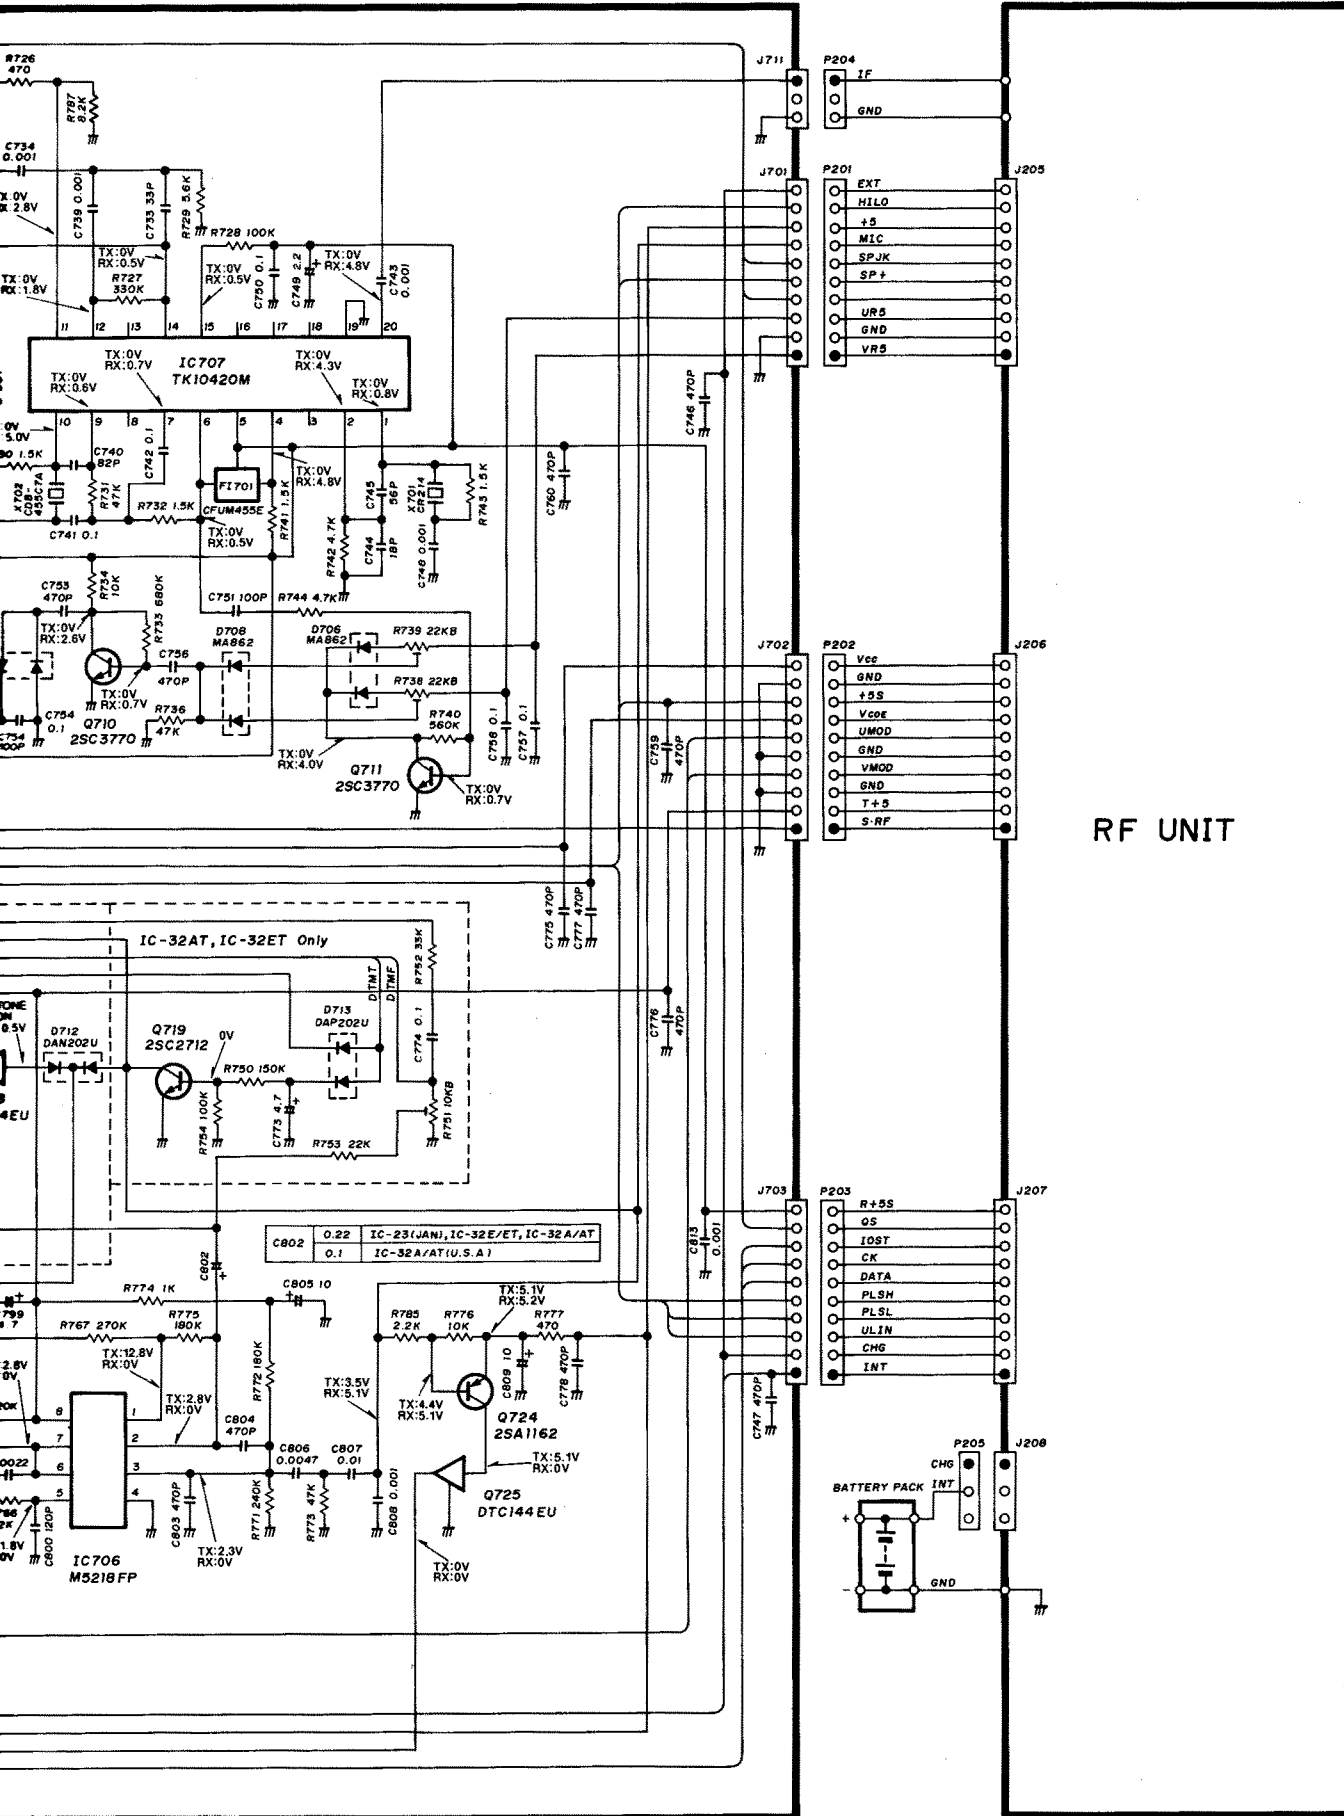 R726
470
R787
8.2K
C734
0.001
C739 0.001
C733 33P
R729 5.6K
R728 100K
C750 0.1
C749 2.2
+
TX:0V
RX:4.8V
C743
0.001
TX:0V
RX:0.5V
TX:0V
RX:0.5V
R727
330K
11
12
13
14
15
16
17
18
19
20
IC707
TK10420M
TX:0V
RX:0.7V
TX:0V
RX:0.6V
TX:0V
RX:4.3V
TX:0V
RX:0.8V
10
9
8
7
6
5
4
3
2
1
C740
82P
C742 0.1
X702
CDB-
455C7A
R731
47K
C741 0.1
R732 1.5K
FI701
CFUM455E
TX:0V
RX:0.5V
TX:0V
RX:4.8V
R741 1.5K
R742 4.7K
C745
56P
C744
18P
X701
CR214
C748 0.001
R743 1.5K
C760 470P
C746 470P
C753
470P
R734
10K
R733 680K
TX:0V
RX:2.6V
C756
470P
TX:0V
RX:0.7V
Q710
2SC3770
C754
0.1
R736
47K
C751 100P
R744 4.7K
D708
MA862
D706
MA862
R739 22KB
R738 22KB
R740
560K
TX:0V
RX:4.0V
Q711
2SC3770
TX:0V
RX:0.7V
C758 0.1
C757 0.1
C759
470P
C775 470P
C777 470P
C776
470P
J711
P204
IF
GND
J701
P201
J205
EXT
HILO
+5
MIC
SPJK
SP+
UR5
GND
VR5
J702
P202
J206
Vcc
GND
+5S
VcoE
UMOD
GND
VMOD
GND
T+5
S·RF
RF UNIT
IC-32AT, IC-32ET Only
DTMT
DTMF
R752 33K
C774 0.1
R751 10KB
D712
DAN202U
Q719
2SC2712
0V
R750 150K
R754 100K
C773 4.7
+
D713
DAP202U
R753 22K
C802
0.22
IC-23(JAN), IC-32E/ET, IC-32A/AT
0.1
IC-32A/AT(U.S.A)
C802
+
R774 1K
C805 10
+
R767 270K
R775
180K
TX:12.8V
RX:0V
R772 180K
TX:2.8V
RX:0V
C804
470P
8
7
6
5
1
2
3
4
IC706
M5218FP
C800 120P
C803 470P
TX:2.3V
RX:0V
R771 240K
C806
0.0047
R773 47K
C807
0.01
C808 0.001
TX:3.5V
RX:5.1V
R785
2.2K
R776
10K
TX:5.1V
RX:5.2V
R777
470
C809 10
+
C778 470P
TX:4.4V
RX:5.1V
Q724
2SA1162
TX:5.1V
RX:0V
Q725
DTC144EU
TX:0V
RX:0V
J703
P203
J207
R+5S
QS
IOST
CK
DATA
PLSH
PLSL
ULIN
CHG
INT
C813
0.001
C747 470P
P205
J208
CHG
INT
BATTERY PACK
+
-
GND